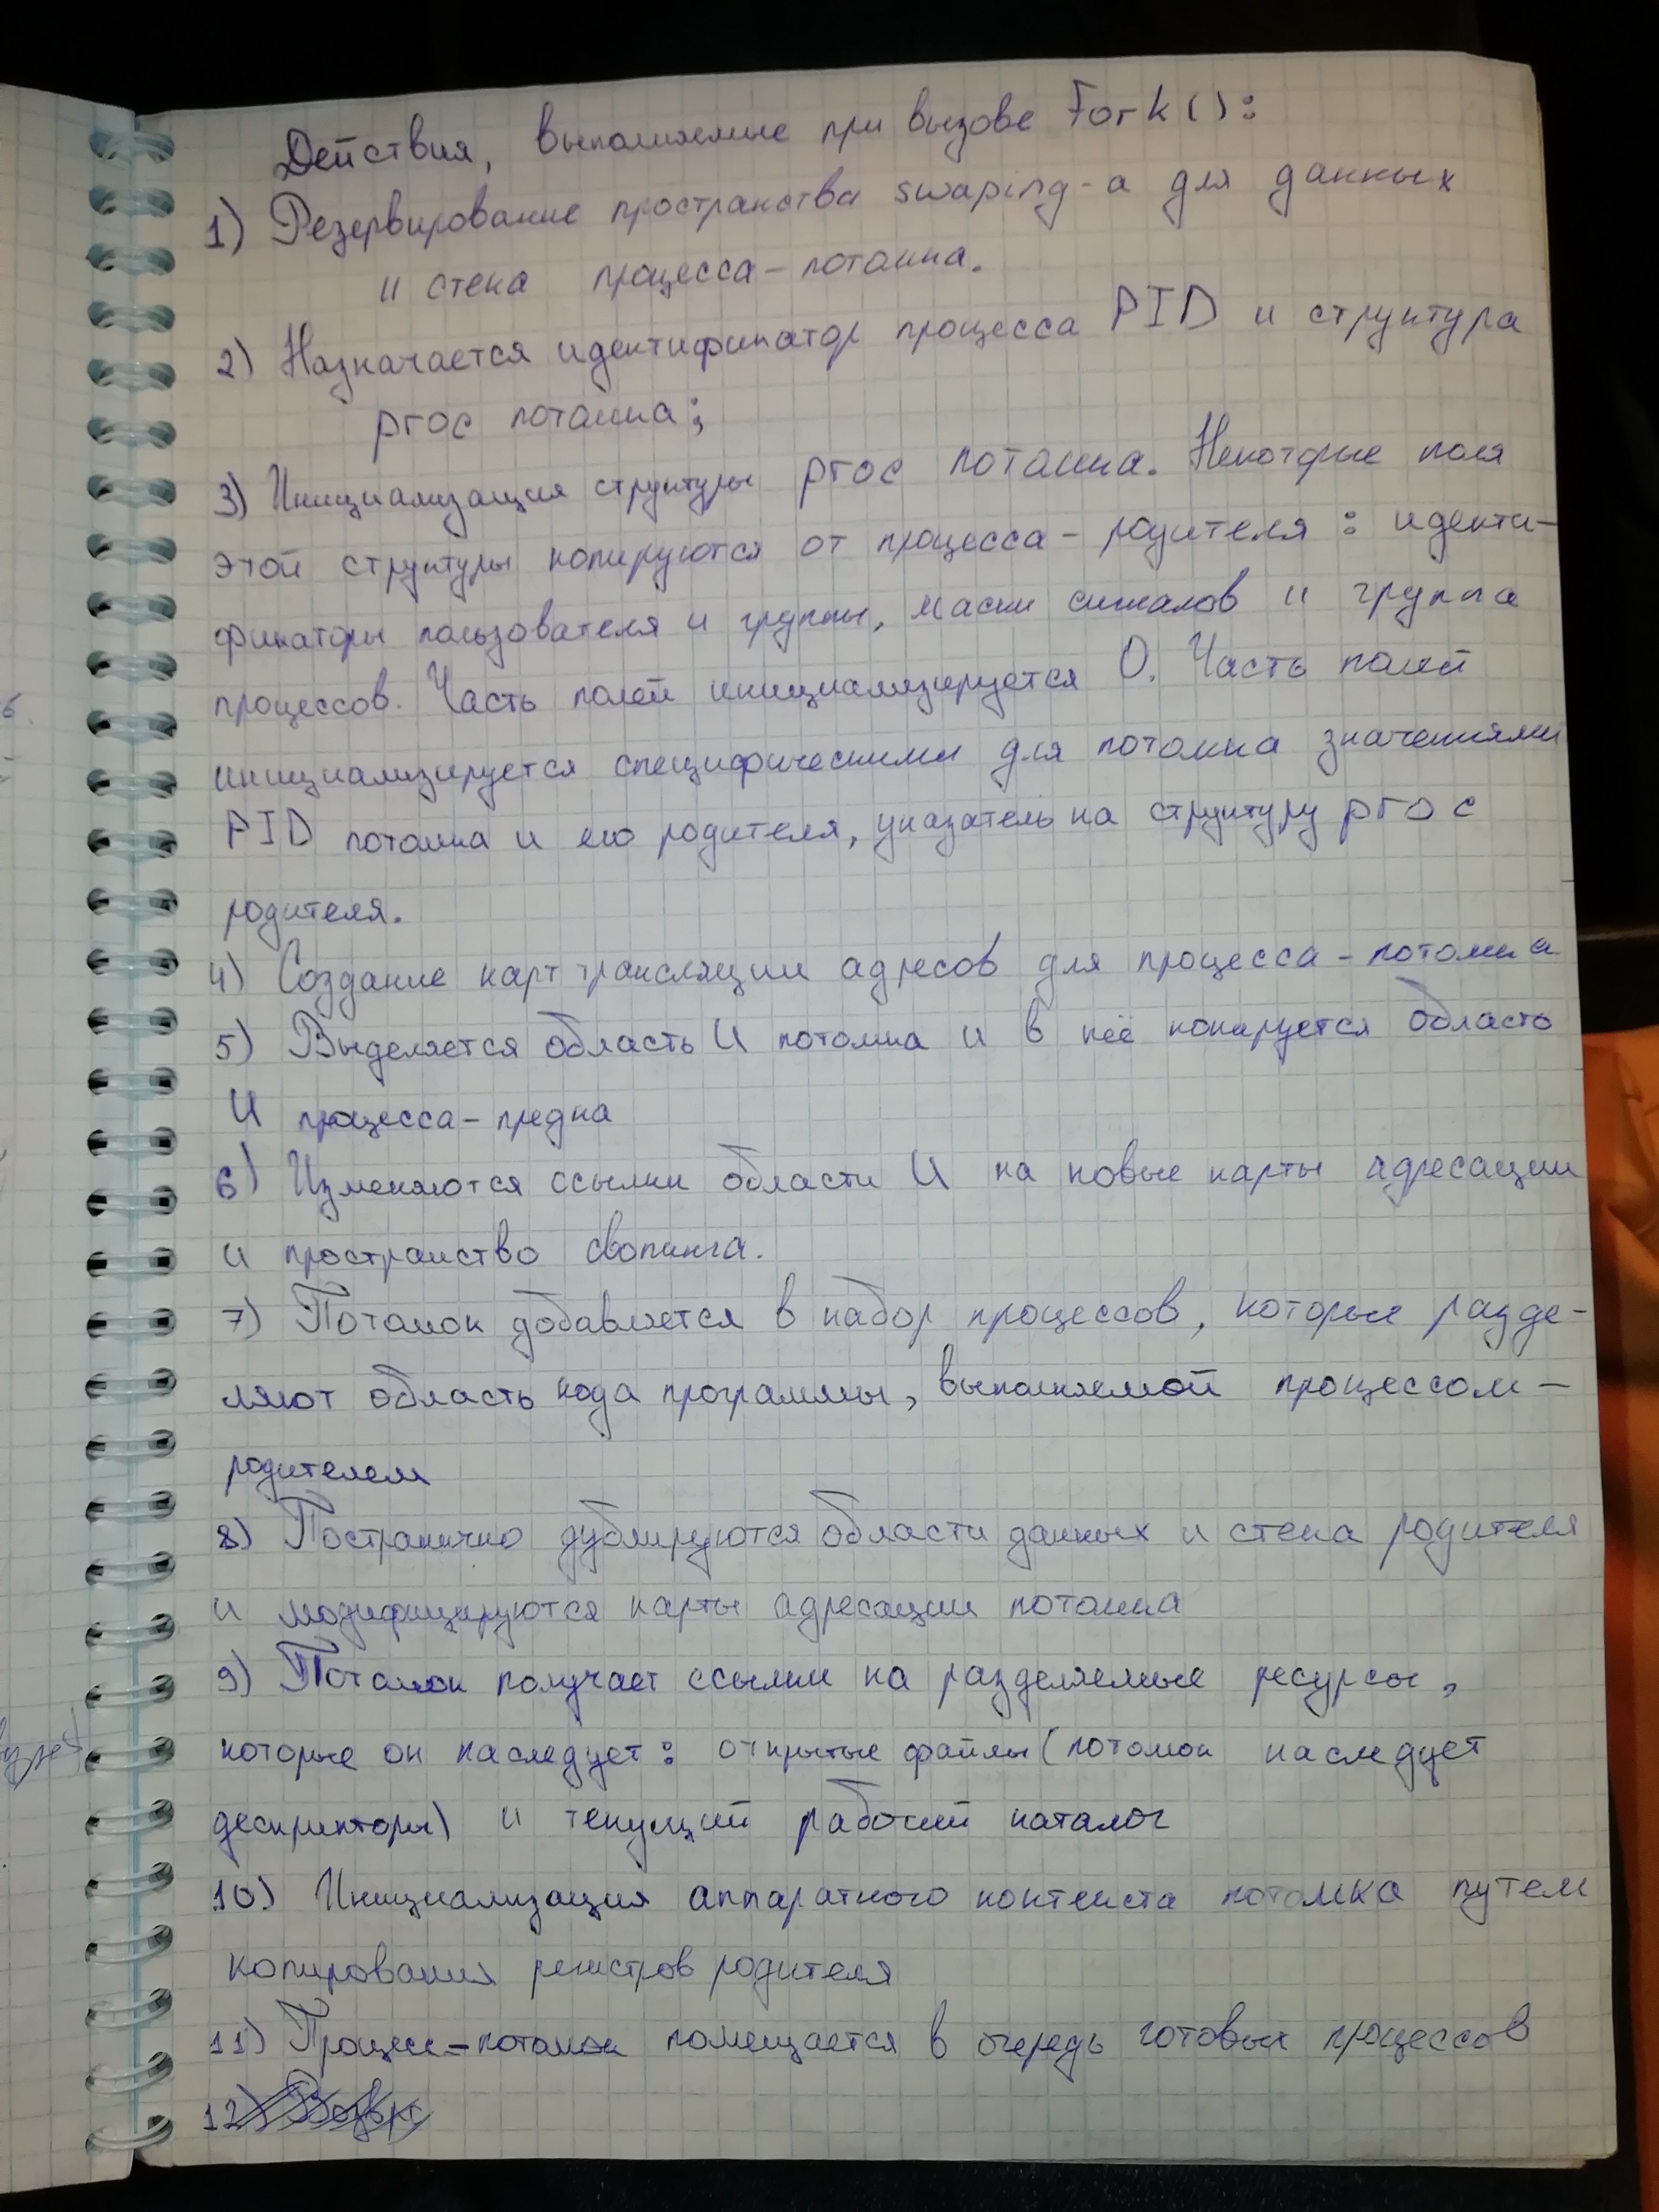 Действия, выполняемые при вызове Fork():
1) Резервирование пространства swaping-а для данных
и стека процесса-потомка.
2) Назначается идентификатор процесса PID и структура
proc потомка;
3) Инициализация структуры proc потомка. Некоторые поля
этой структуры копируются от процесса-родителя: иденти-
фикаторы пользователя и группы, маски сигналов и группа
процессов. Часть полей инициализируется 0. Часть полей
инициализируется специфическими для потомка значениями
PID потомка и его родителя, указатель на структуру proc
родителя.
4) Создание карт трансляции адресов для процесса-потомка
5) Выделяется область U потомка и в неё копируется область
U процесса-предка
6) Изменяются ссылки области U на новые карты адресации
и пространство свопинга.
7) Потомок добавляется в набор процессов, которые разде-
ляют область кода программы, выполняемой процессом-
родителем
8) Постранично дублируются области данных и стека родителя
и модифицируются карты адресации потомка
9) Потомок получает ссылки на разделяемые ресурсы,
которые он наследует: открытые файлы (потомок наследует
дескрипторы) и текущий рабочий каталог
10) Инициализация аппаратного контекста потомка путем
копирования регистров родителя
11) Процесс-потомок помещается в очередь готовых процессов
12)